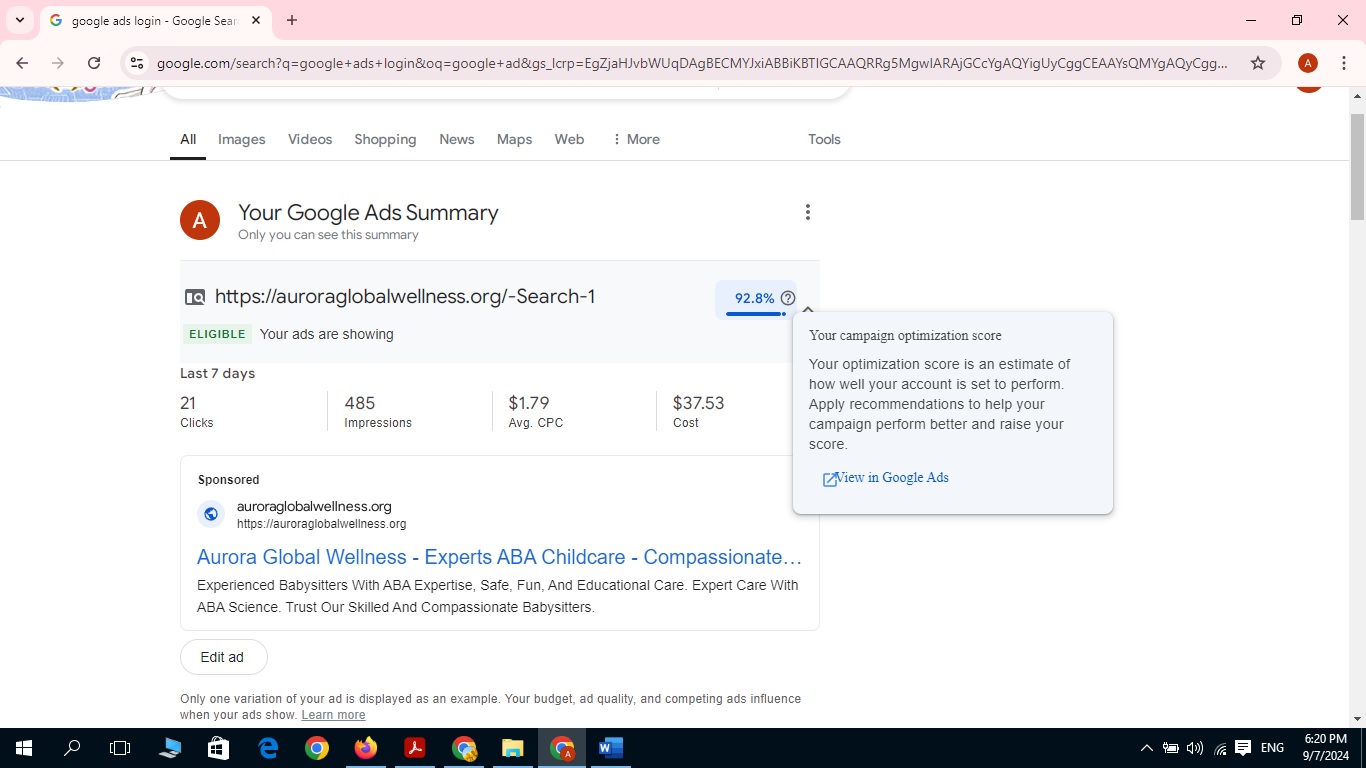 google ads login - Google Sear
google.com/search?q=google+ads+login&oq=google+ad&gs_lcrp=EgZjaHJvbWUqDAgBECMYJxiABBiKBTIGCAAQRRg5MgwIARAjGCcYgAQYigUyCggCEAAYsQMYgAQyCgg...
A
All Images Videos Shopping News Maps Web More Tools
A
Your Google Ads Summary
Only you can see this summary
https://auroraglobalwellness.org/-Search-1
92.8%
ELIGIBLE Your ads are showing
Your campaign optimization score
Your optimization score is an estimate of
how well your account is set to perform.
Apply recommendations to help your
campaign perform better and raise your
score.
View in Google Ads
Last 7 days
21 485 $1.79 $37.53
Clicks Impressions Avg. CPC Cost
Sponsored
auroraglobalwellness.org
https://auroraglobalwellness.org
Aurora Global Wellness - Experts ABA Childcare - Compassionate...
Experienced Babysitters With ABA Expertise, Safe, Fun, And Educational Care. Expert Care With
ABA Science. Trust Our Skilled And Compassionate Babysitters.
Edit ad
Only one variation of your ad is displayed as an example. Your budget, ad quality, and competing ads influence
when your ads show. Learn more
ENG
6:20 PM
9/7/2024